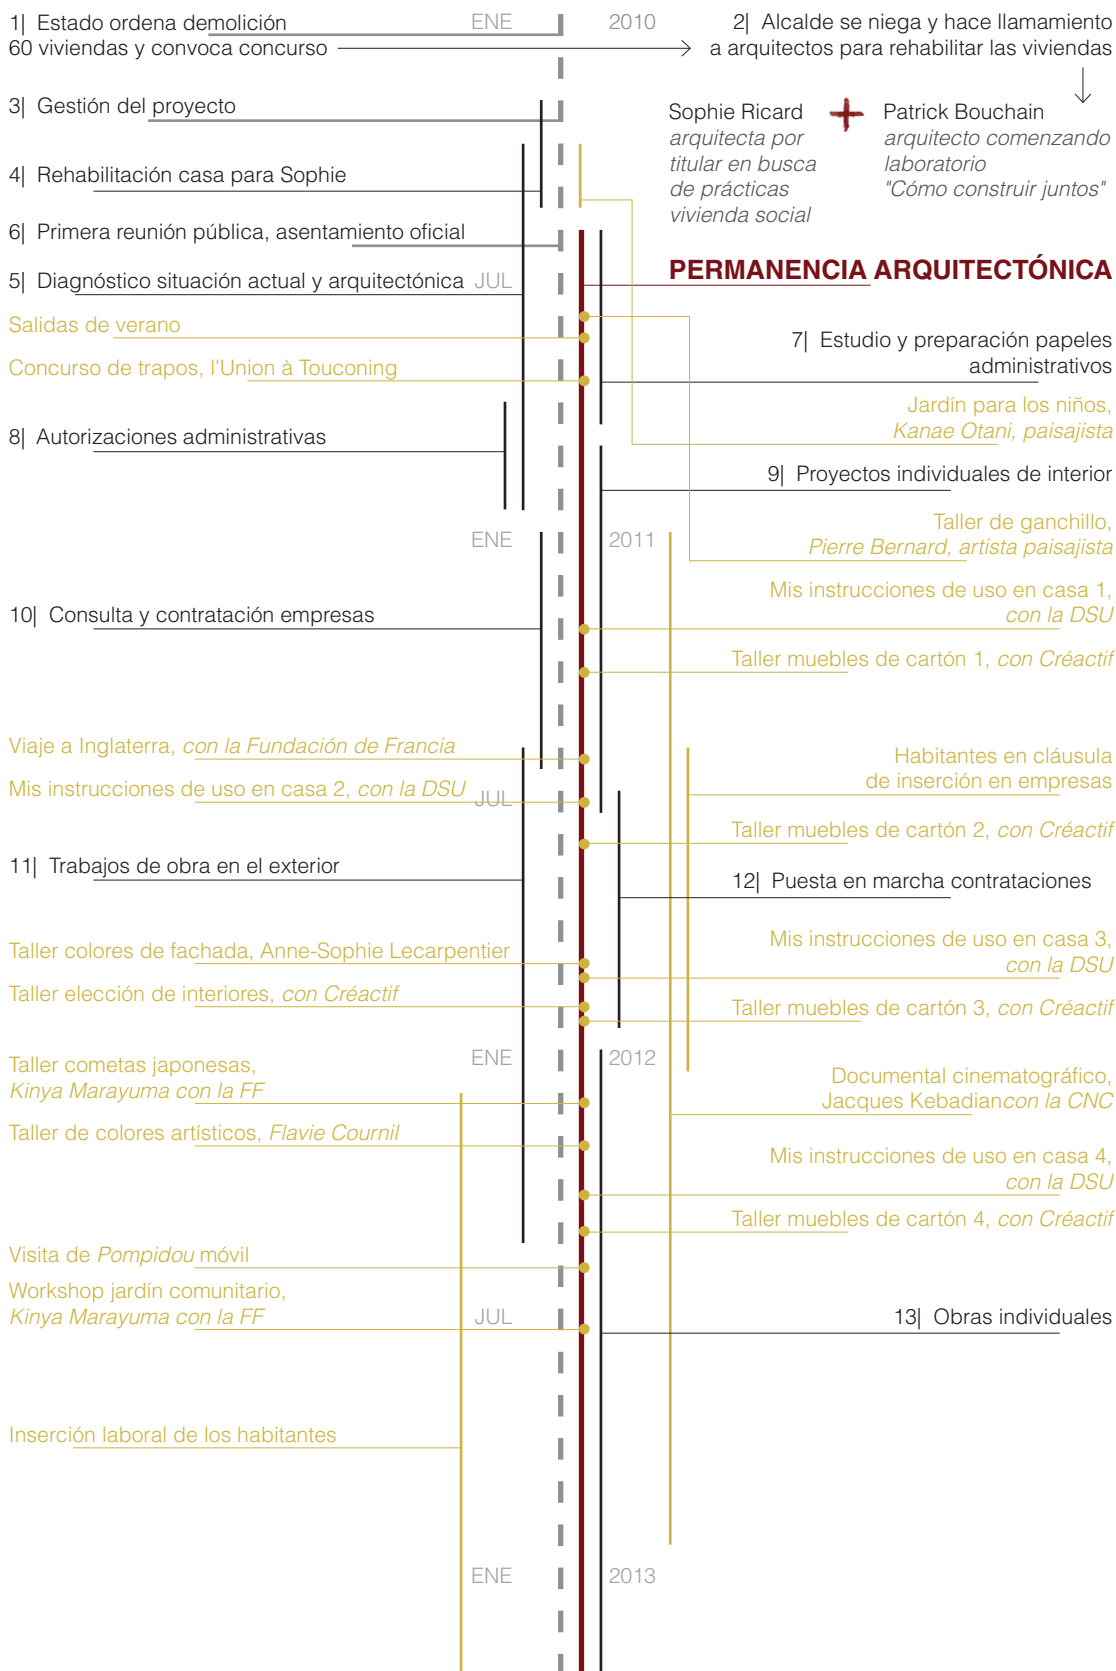 1| Estado ordena demolición
60 viviendas y convoca concurso
ENE
2010
2| Alcalde se niega y hace llamamiento
a arquitectos para rehabilitar las viviendas
3| Gestión del proyecto
Sophie Ricard
arquitecta por
titular en busca
de prácticas
vivienda social
Patrick Bouchain
arquitecto comenzando
laboratorio
"Cómo construir juntos"
4| Rehabilitación casa para Sophie
6| Primera reunión pública, asentamiento oficial
PERMANENCIA ARQUITECTÓNICA
5| Diagnóstico situación actual y arquitectónica
JUL
Salidas de verano
7| Estudio y preparación papeles
administrativos
Concurso de trapos, l'Union à Touconing
Jardín para los niños,
Kanae Otani, paisajista
8| Autorizaciones administrativas
9| Proyectos individuales de interior
Taller de ganchillo,
Pierre Bernard, artista paisajista
ENE
2011
Mis instrucciones de uso en casa 1,
con la DSU
10| Consulta y contratación empresas
Taller muebles de cartón 1, con Créactif
Viaje a Inglaterra, con la Fundación de Francia
Habitantes en cláusula
de inserción en empresas
Mis instrucciones de uso en casa 2, con la DSU
JUL
Taller muebles de cartón 2, con Créactif
11| Trabajos de obra en el exterior
12| Puesta en marcha contrataciones
Taller colores de fachada, Anne-Sophie Lecarpentier
Mis instrucciones de uso en casa 3,
con la DSU
Taller elección de interiores, con Créactif
Taller muebles de cartón 3, con Créactif
ENE
2012
Taller cometas japonesas,
Kinya Marayuma con la FF
Documental cinematográfico,
Jacques Kebadiancon la CNC
Taller de colores artísticos, Flavie Cournil
Mis instrucciones de uso en casa 4,
con la DSU
Taller muebles de cartón 4, con Créactif
Visita de Pompidou móvil
Workshop jardín comunitario,
Kinya Marayuma con la FF
JUL
13| Obras individuales
Inserción laboral de los habitantes
ENE
2013